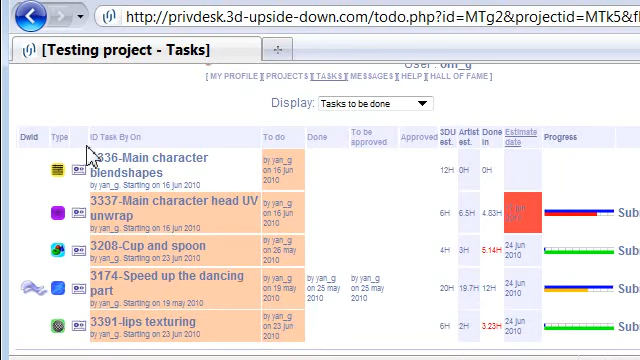 http://privdesk.3d-upside-down.com/todo.php?id=MTg2&projectid=MTk5&fl
[Testing project - Tasks]
[ MY PROFILE ][ PROJECTS ][ TASKS ][ MESSAGES ][ HELP ][ HALL OF FAME ]
Display: Tasks to be done
Dwld Type ID Task By On To do Done To be approved Approved 3DU est. Artist est. Done in Estimate date Progress
3336-Main character blendshapes
by yan_g. Starting on 16 jun 2010
by yan_g on 16 jun 2010
12H 0H 0H
3337-Main character head UV unwrap
by yan_g. Starting on 16 jun 2010
by yan_g on 16 jun 2010
6H 6.5H 4.83H
Sub
3208-Cup and spoon
by yan_g. Starting on 23 jun 2010
by yan_g on 26 may 2010
4H 3H 5.14H 24 jun 2010
Sub
3174-Speed up the dancing part
by yan_g. Starting on 19 may 2010
by yan_g on 19 may 2010
by yan_g on 25 may 2010
by yan_g on 25 may 2010
20H 19.7H 12H 24 jun 2010
Sub
3391-lips texturing
by yan_g. Starting on 23 jun 2010
by yan_g on 23 jun 2010
6H 2H 3.23H 24 jun 2010
Sub